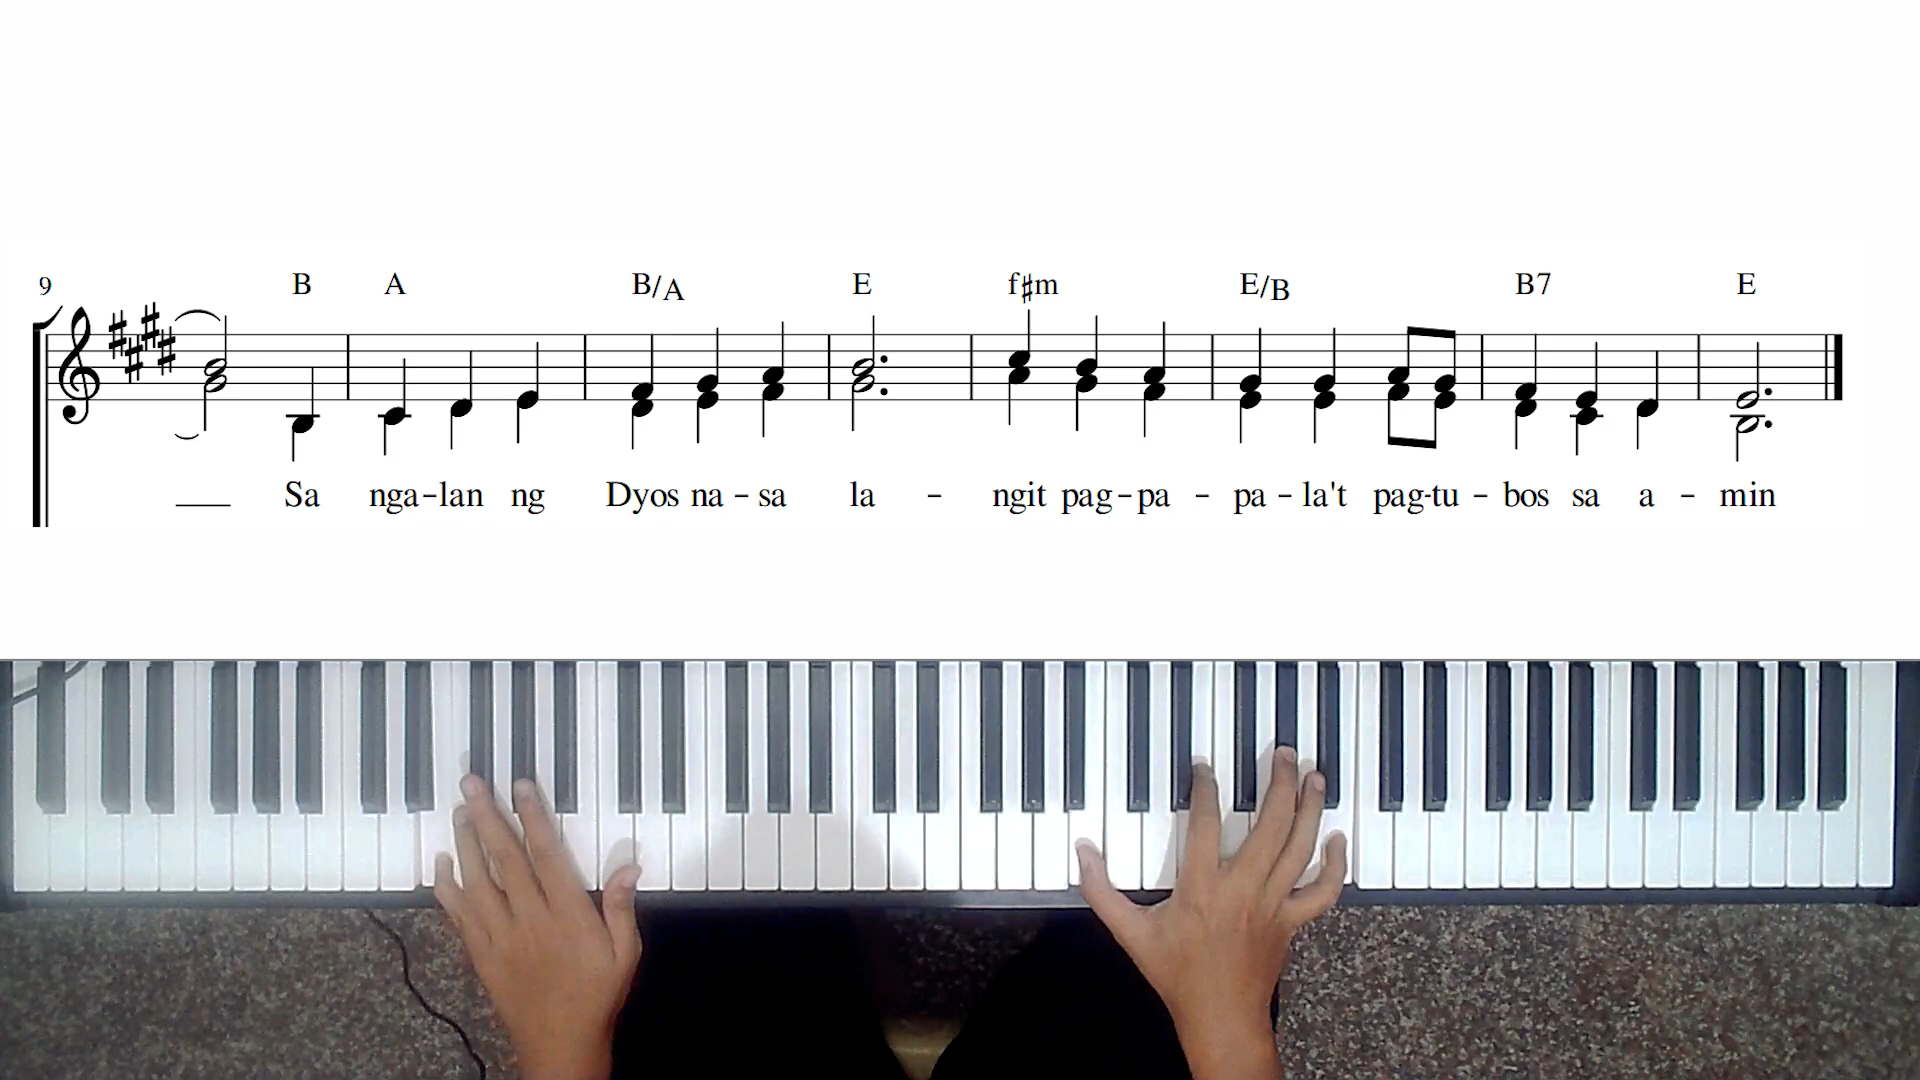 9 B A B/A E f♯m E/B B7 E
Sa nga-lan ng Dyos na-sa la - ngit pag-pa - pa-la't pag-tu - bos sa a - min